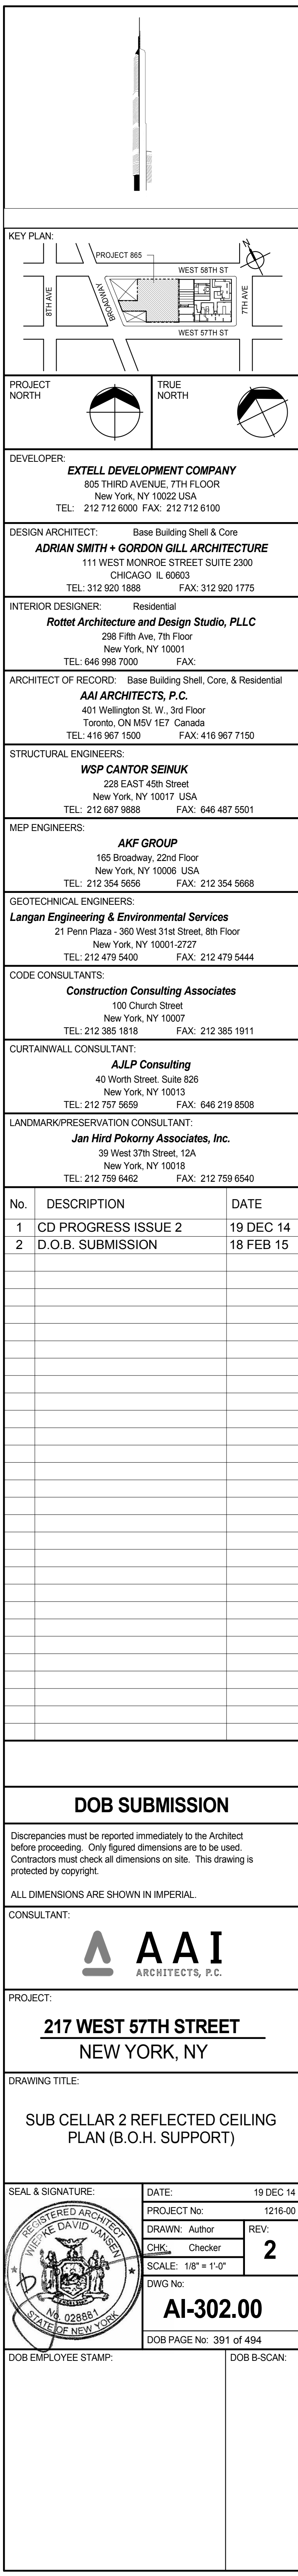 KEY PLAN:
N
PROJECT 865
WEST 58TH ST
8TH AVE
BROADWAY
7TH AVE
WEST 57TH ST
PROJECT
NORTH
TRUE
NORTH
DEVELOPER:
EXTELL DEVELOPMENT COMPANY
805 THIRD AVENUE, 7TH FLOOR
New York, NY 10022 USA
TEL: 212 712 6000 FAX: 212 712 6100
DESIGN ARCHITECT: Base Building Shell & Core
ADRIAN SMITH + GORDON GILL ARCHITECTURE
111 WEST MONROE STREET SUITE 2300
CHICAGO IL 60603
TEL: 312 920 1888 FAX: 312 920 1775
INTERIOR DESIGNER: Residential
Rottet Architecture and Design Studio, PLLC
298 Fifth Ave, 7th Floor
New York, NY 10001
TEL: 646 998 7000 FAX:
ARCHITECT OF RECORD: Base Building Shell, Core, & Residential
AAI ARCHITECTS, P.C.
401 Wellington St. W., 3rd Floor
Toronto, ON M5V 1E7 Canada
TEL: 416 967 1500 FAX: 416 967 7150
STRUCTURAL ENGINEERS:
WSP CANTOR SEINUK
228 EAST 45th Street
New York, NY 10017 USA
TEL: 212 687 9888 FAX: 646 487 5501
MEP ENGINEERS:
AKF GROUP
165 Broadway, 22nd Floor
New York, NY 10006 USA
TEL: 212 354 5656 FAX: 212 354 5668
GEOTECHNICAL ENGINEERS:
Langan Engineering & Environmental Services
21 Penn Plaza - 360 West 31st Street, 8th Floor
New York, NY 10001-2727
TEL: 212 479 5400 FAX: 212 479 5444
CODE CONSULTANTS:
Construction Consulting Associates
100 Church Street
New York, NY 10007
TEL: 212 385 1818 FAX: 212 385 1911
CURTAINWALL CONSULTANT:
AJLP Consulting
40 Worth Street. Suite 826
New York, NY 10013
TEL: 212 757 5659 FAX: 646 219 8508
LANDMARK/PRESERVATION CONSULTANT:
Jan Hird Pokorny Associates, Inc.
39 West 37th Street, 12A
New York, NY 10018
TEL: 212 759 6462 FAX: 212 759 6540
No. DESCRIPTION DATE
1 CD PROGRESS ISSUE 2 19 DEC 14
2 D.O.B. SUBMISSION 18 FEB 15
DOB SUBMISSION
Discrepancies must be reported immediately to the Architect
before proceeding. Only figured dimensions are to be used.
Contractors must check all dimensions on site. This drawing is
protected by copyright.
ALL DIMENSIONS ARE SHOWN IN IMPERIAL.
CONSULTANT:
AAI
ARCHITECTS, P.C.
PROJECT:
217 WEST 57TH STREET
NEW YORK, NY
DRAWING TITLE:
SUB CELLAR 2 REFLECTED CEILING
PLAN (B.O.H. SUPPORT)
SEAL & SIGNATURE:
REGISTERED ARCHITECT
WIEPKE DAVID JANSEN
No. 028881
STATE OF NEW YORK
DATE: 19 DEC 14
PROJECT No: 1216-00
DRAWN: Author
CHK: Checker
SCALE: 1/8" = 1'-0"
REV:
2
DWG No:
AI-302.00
DOB PAGE No: 391 of 494
DOB EMPLOYEE STAMP:
DOB B-SCAN: